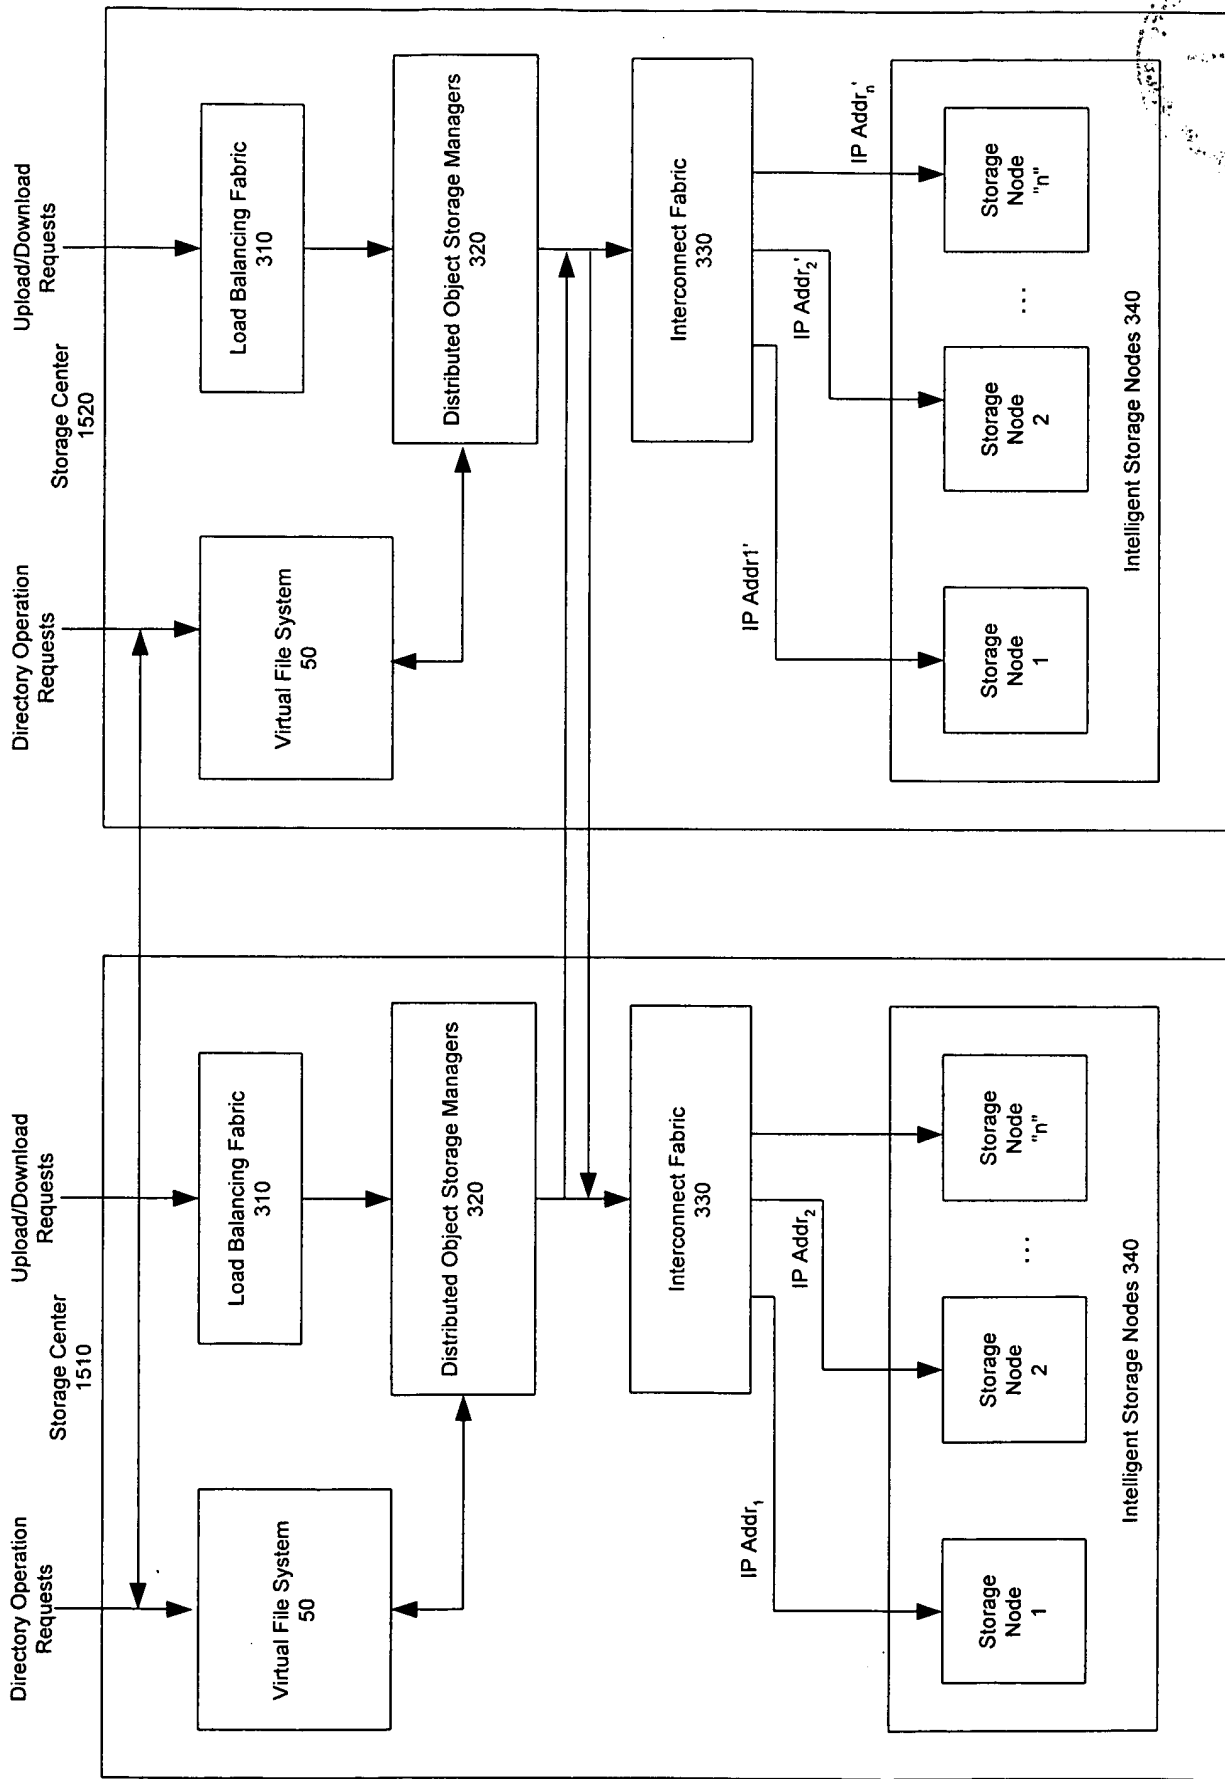 Directory Operation
Requests
Storage Center
1510
Upload/Download
Requests
Virtual File System
50
Load Balancing Fabric
310
Distributed Object Storage Managers
320
Interconnect Fabric
330
IP Addr1
IP Addr2
Storage
Node
1
Storage
Node
2
...
Storage
Node
"n"
Intelligent Storage Nodes 340
Directory Operation
Requests
Storage Center
1520
Upload/Download
Requests
Virtual File System
50
Load Balancing Fabric
310
Distributed Object Storage Managers
320
Interconnect Fabric
330
IP Addr1'
IP Addr2'
IP Addrn'
Storage
Node
1
Storage
Node
2
...
Storage
Node
"n"
Intelligent Storage Nodes 340